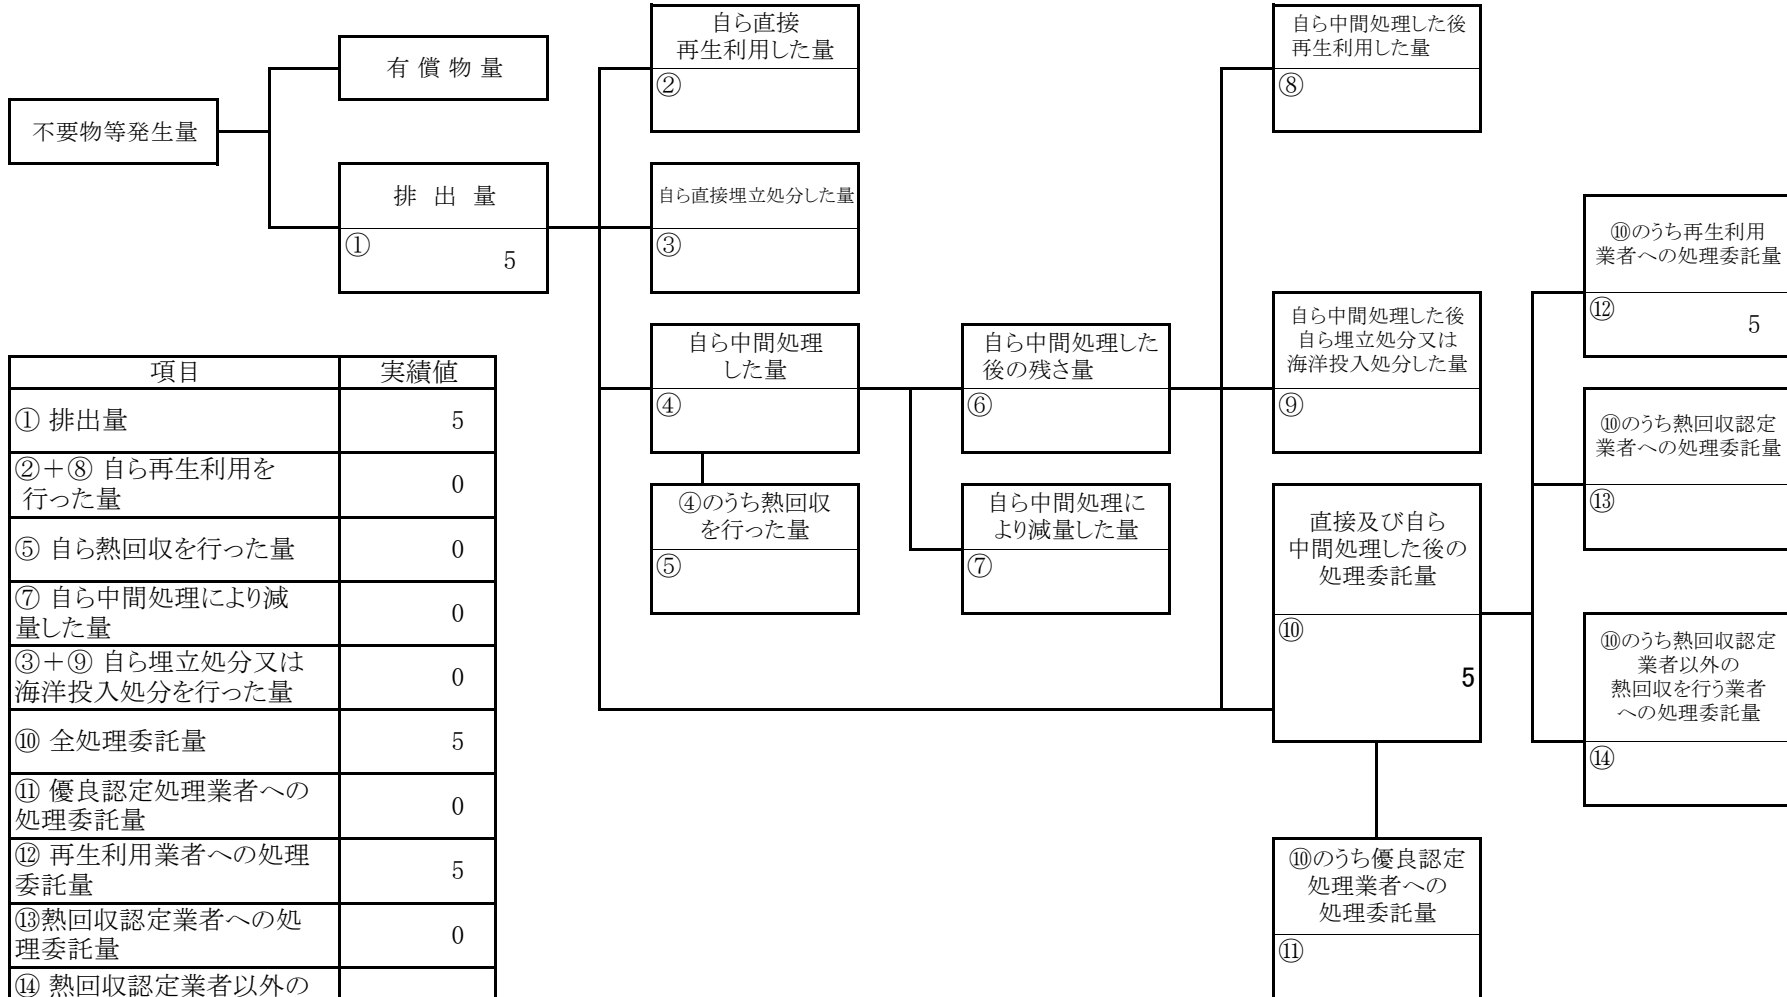 不要物等発生量
有 償 物 量
排 出 量
①
5
自ら直接
再生利用した量
②
自ら直接埋立処分した量
③
自ら中間処理
した量
④
④のうち熱回収
を行った量
⑤
自ら中間処理した
後の残さ量
⑥
自ら中間処理に
より減量した量
⑦
自ら中間処理した後
再生利用した量
⑧
自ら中間処理した後
自ら埋立処分又は
海洋投入処分した量
⑨
直接及び自ら
中間処理した後の
処理委託量
⑩
5
⑩のうち優良認定
処理業者への
処理委託量
⑪
⑩のうち再生利用
業者への処理委託量
⑫
5
⑩のうち熱回収認定
業者への処理委託量
⑬
⑩のうち熱回収認定
業者以外の
熱回収を行う業者
への処理委託量
⑭
項目 実績値
① 排出量 5
②＋⑧ 自ら再生利用を
行った量 0
⑤ 自ら熱回収を行った量 0
⑦ 自ら中間処理により減
量した量 0
③＋⑨ 自ら埋立処分又は
海洋投入処分を行った量 0
⑩ 全処理委託量 5
⑪ 優良認定処理業者への
処理委託量 0
⑫ 再生利用業者への処理
委託量 5
⑬熱回収認定業者への処
理委託量 0
⑭ 熱回収認定業者以外の